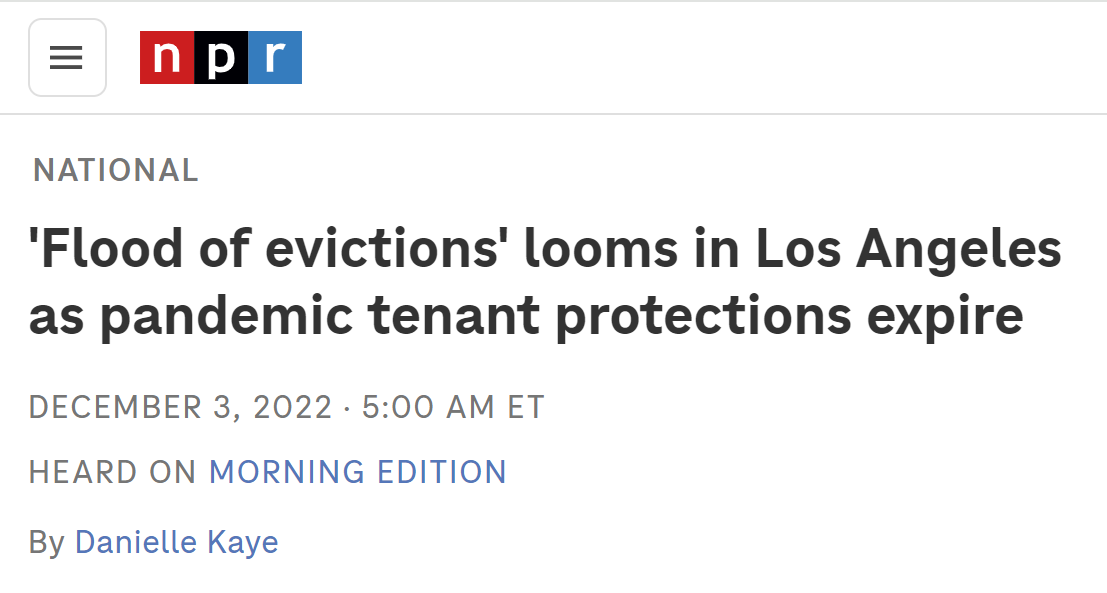 npr
NATIONAL
'Flood of evictions' looms in Los Angeles
as pandemic tenant protections expire
DECEMBER 3, 2022 · 5:00 AM ET
HEARD ON MORNING EDITION
By Danielle Kaye